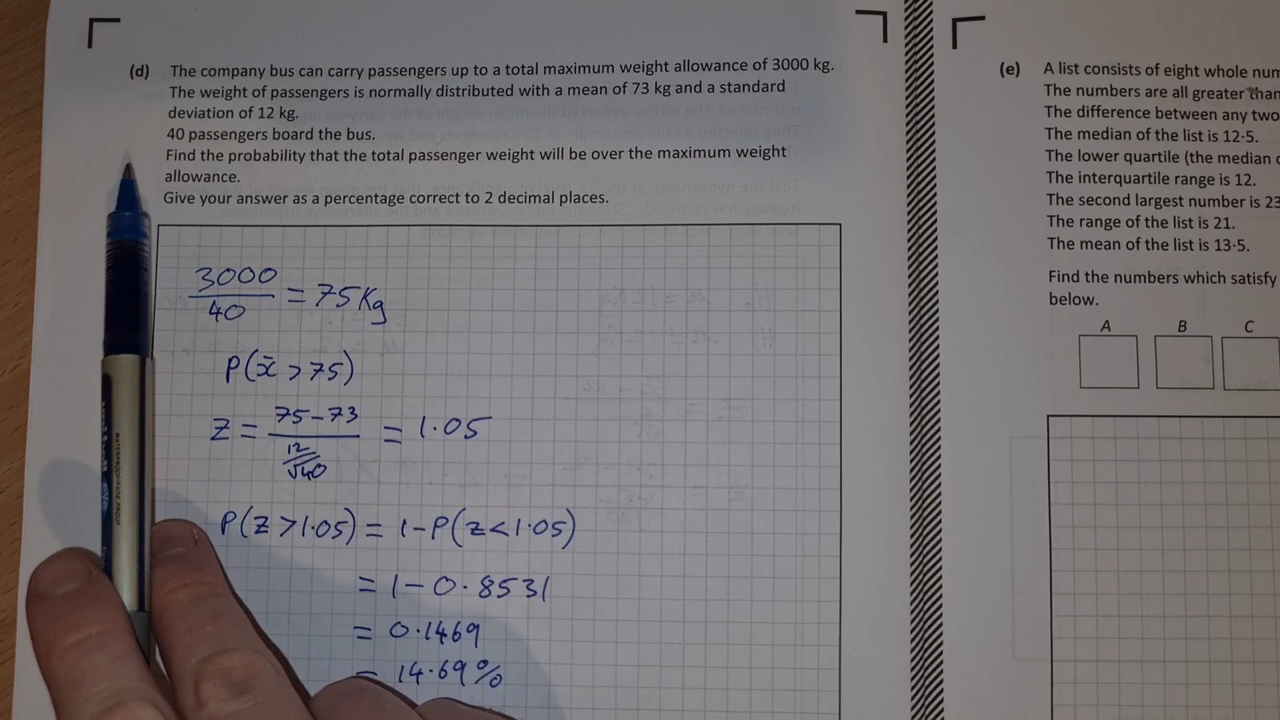 (d) The company bus can carry passengers up to a total maximum weight allowance of 3000 kg.
The weight of passengers is normally distributed with a mean of 73 kg and a standard
deviation of 12 kg.
40 passengers board the bus.
Find the probability that the total passenger weight will be over the maximum weight
allowance.
Give your answer as a percentage correct to 2 decimal places.
3000/40 = 75Kg
P(x̄ > 75)
Z = (75-73)/(12/√40) = 1.05
P(Z > 1.05) = 1-P(Z < 1.05)
= 1-0.8531
= 0.1469
= 14.69%
(e) A list consists of eight whole num
The numbers are all greater than
The difference between any two
The median of the list is 12·5.
The lower quartile (the median o
The interquartile range is 12.
The second largest number is 23
The range of the list is 21.
The mean of the list is 13·5.
Find the numbers which satisfy
below.
A B C